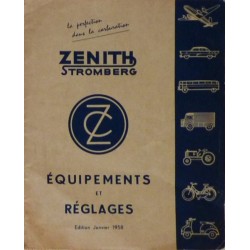 la perfection
dans la carburation
ZENITH
STROMBERG
ZC
ÉQUIPEMENTS
ET
RÉGLAGES
Edition Janvier 1958